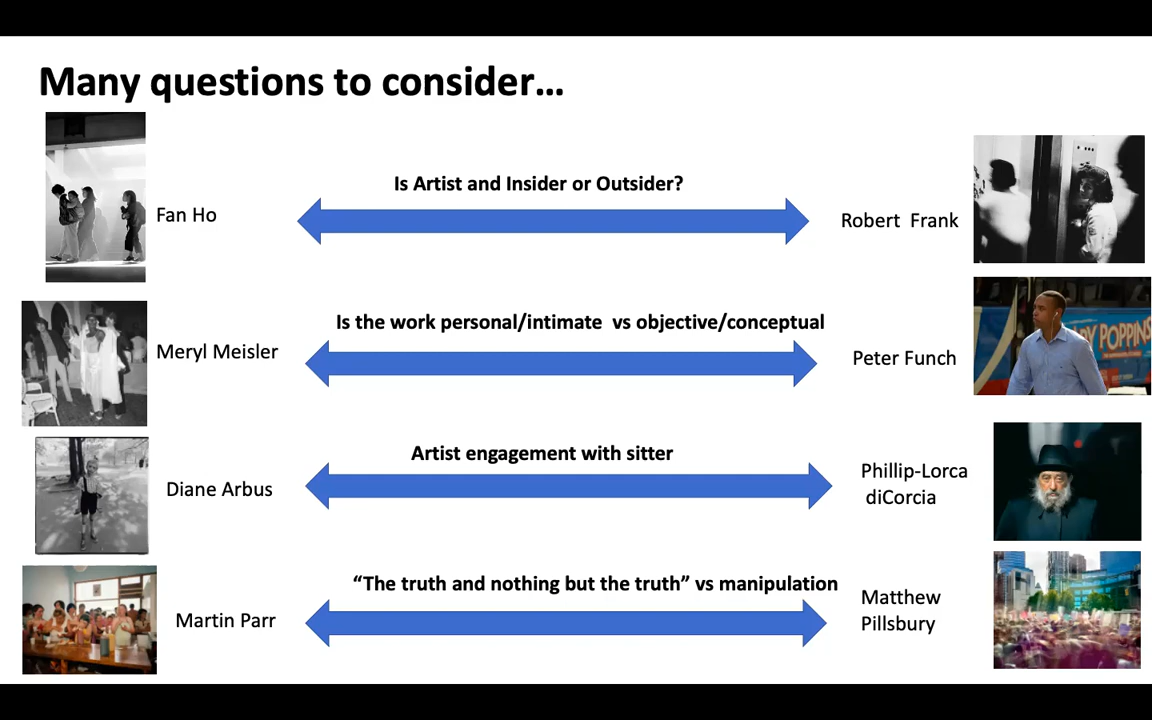 Many questions to consider...
Is Artist and Insider or Outsider?
Fan Ho
Robert Frank
Is the work personal/intimate vs objective/conceptual
Meryl Meisler
Peter Funch
RY POPPINS
Artist engagement with sitter
Diane Arbus
Phillip-Lorca
diCorcia
“The truth and nothing but the truth” vs manipulation
Martin Parr
Matthew
Pillsbury